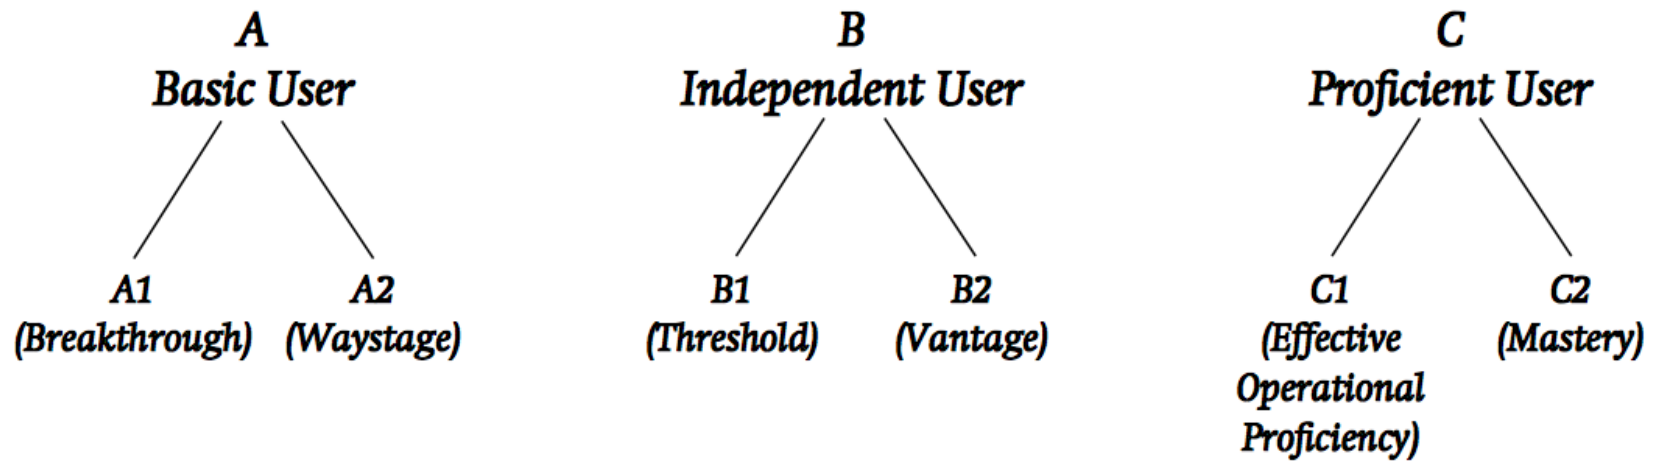 A
Basic User
B
Independent User
C
Proficient User
A1
(Breakthrough)
A2
(Waystage)
B1
(Threshold)
B2
(Vantage)
C1
(Effective
Operational
Proficiency)
C2
(Mastery)